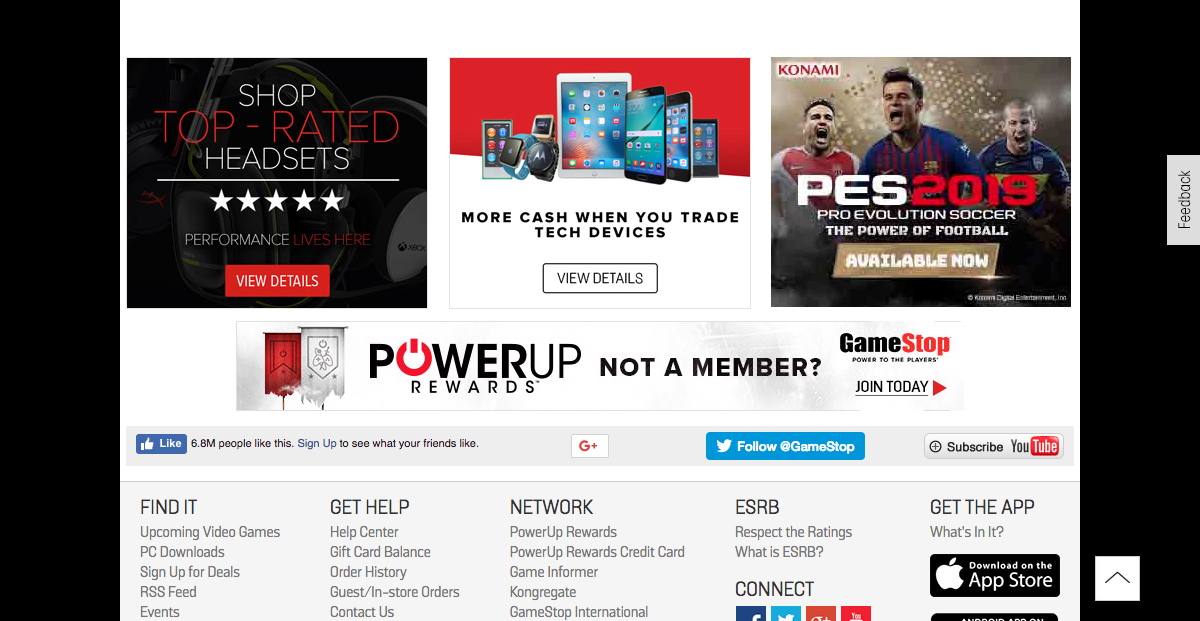 SHOP
TOP - RATED
HEADSETS
PERFORMANCE LIVES HERE
XBOX
VIEW DETAILS
MORE CASH WHEN YOU TRADE
TECH DEVICES
VIEW DETAILS
KONAMI
PES2019
PRO EVOLUTION SOCCER
THE POWER OF FOOTBALL
AVAILABLE NOW
© Konami Digital Entertainment, Inc.
Feedback
POWERUP
REWARDS™
NOT A MEMBER?
GameStop
POWER TO THE PLAYERS®
JOIN TODAY
Like 6.8M people like this. Sign Up to see what your friends like.
G+
Follow @GameStop
Subscribe YouTube
FIND IT
Upcoming Video Games
PC Downloads
Sign Up for Deals
RSS Feed
Events
GET HELP
Help Center
Gift Card Balance
Order History
Guest/In-store Orders
Contact Us
NETWORK
PowerUp Rewards
PowerUp Rewards Credit Card
Game Informer
Kongregate
GameStop International
ESRB
Respect the Ratings
What is ESRB?
CONNECT
You
GET THE APP
What's In It?
Download on the
App Store
ANDROID APP ON